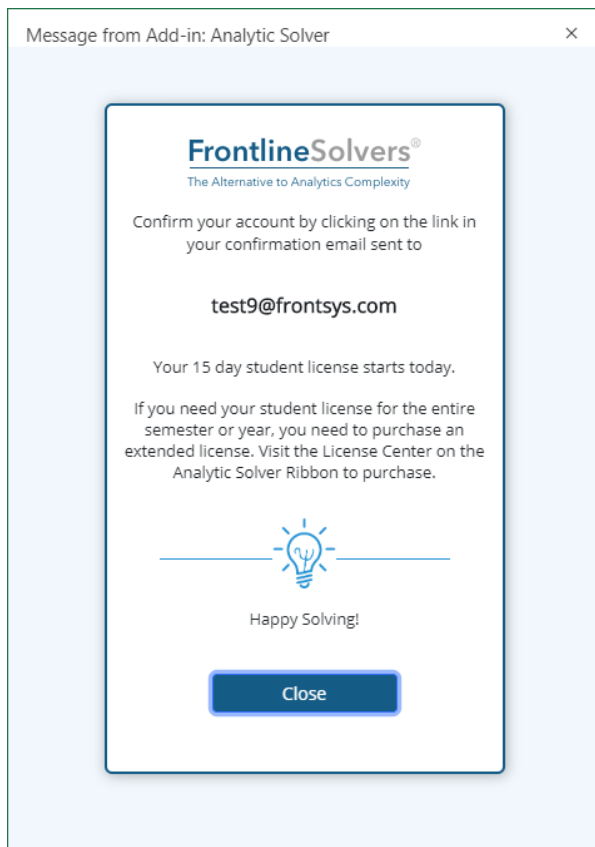 Message from Add-in: Analytic Solver
FrontlineSolvers®
The Alternative to Analytics Complexity
Confirm your account by clicking on the link in
your confirmation email sent to
test9@frontsys.com
Your 15 day student license starts today.
If you need your student license for the entire
semester or year, you need to purchase an
extended license. Visit the License Center on the
Analytic Solver Ribbon to purchase.
Happy Solving!
Close